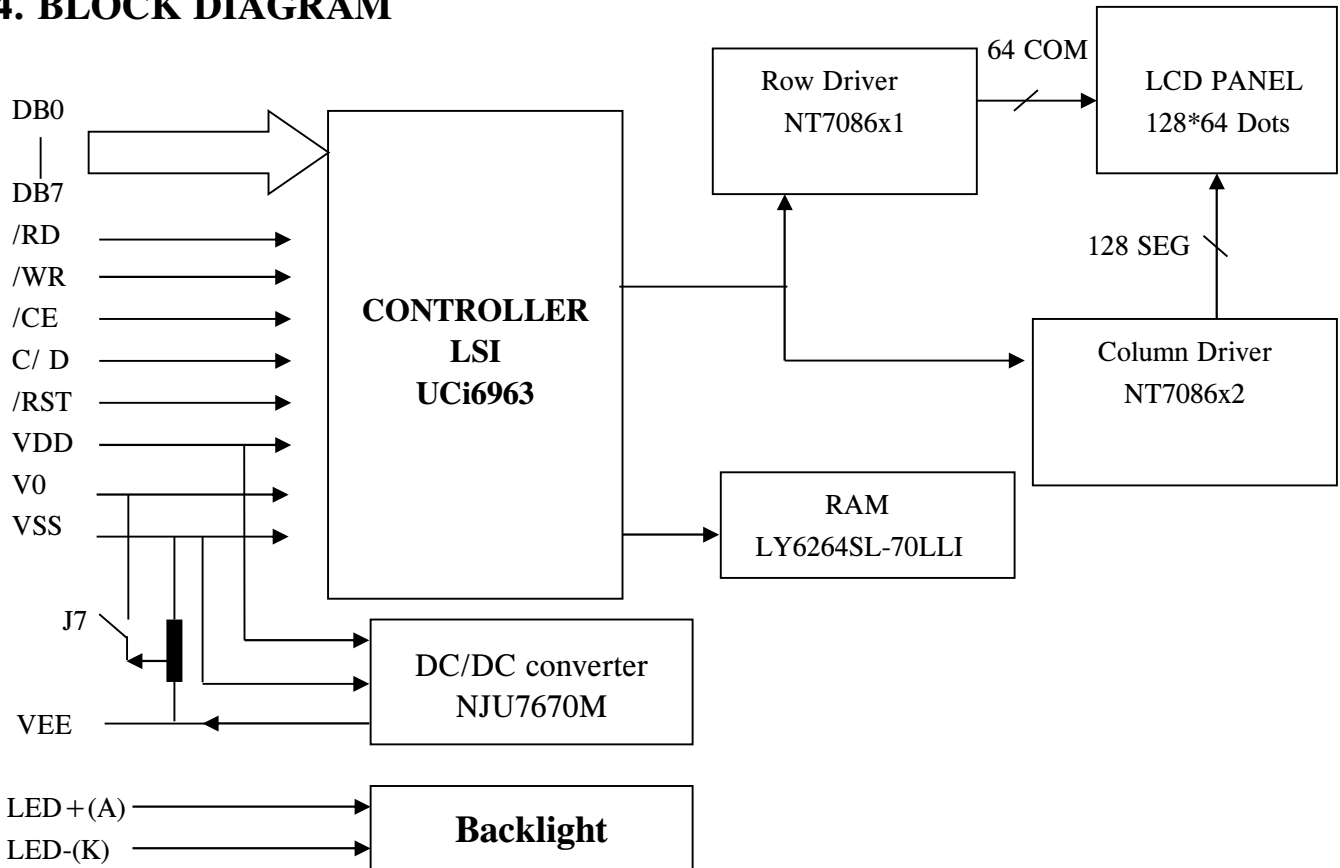 4. BLOCK DIAGRAM
64 COM
Row Driver
NT7086x1
LCD PANEL
128*64 Dots
DB0
DB7
/RD
/WR
/CE
C/ D
/RST
VDD
V0
VSS
CONTROLLER
LSI
UCi6963
128 SEG
Column Driver
NT7086x2
RAM
LY6264SL-70LLI
J7
DC/DC converter
NJU7670M
VEE
LED+(A)
LED-(K)
Backlight